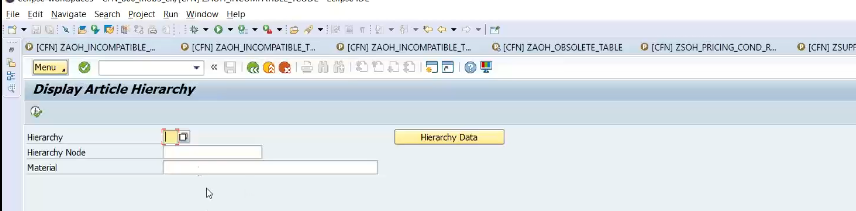 File Edit Navigate Search Project Run Window Help
[CFN] ZAOH_INCOMPATIBLE_... [CFN] ZAOH_INCOMPATIBLE_T... [CFN] ZAOH_INCOMPATIBLE_T... [CFN] ZAOH_OBSOLETE_TABLE [CFN] ZSOH_PRICING_COND_R... [CFN] ZSUPF
Menu
Display Article Hierarchy
Hierarchy Hierarchy Data
Hierarchy Node
Material